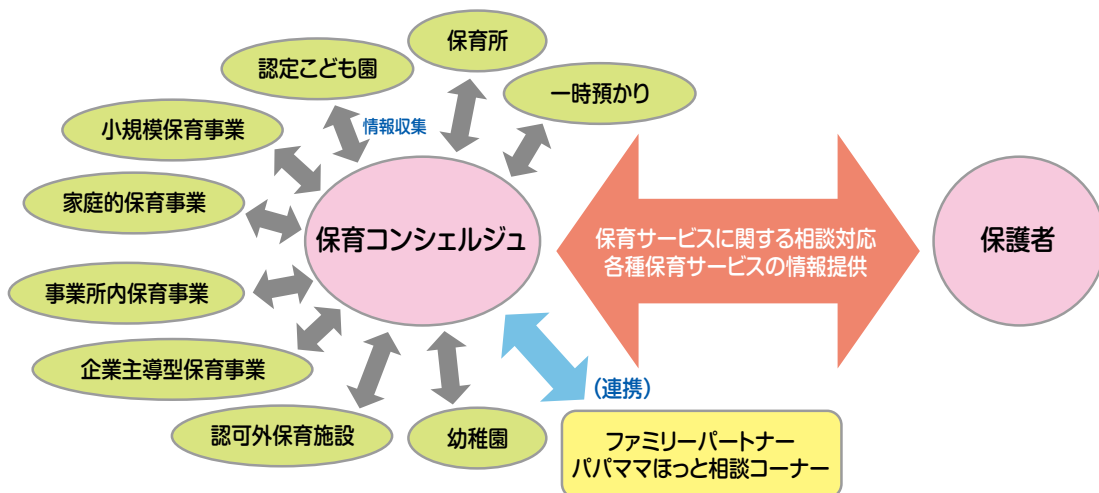 保育所
認定こども園
一時預かり
小規模保育事業
情報収集
家庭的保育事業
保育コンシェルジュ
保育サービスに関する相談対応
各種保育サービスの情報提供
保護者
事業所内保育事業
企業主導型保育事業
(連携)
認可外保育施設
幼稚園
ファミリーパートナー
パパママほっと相談コーナー